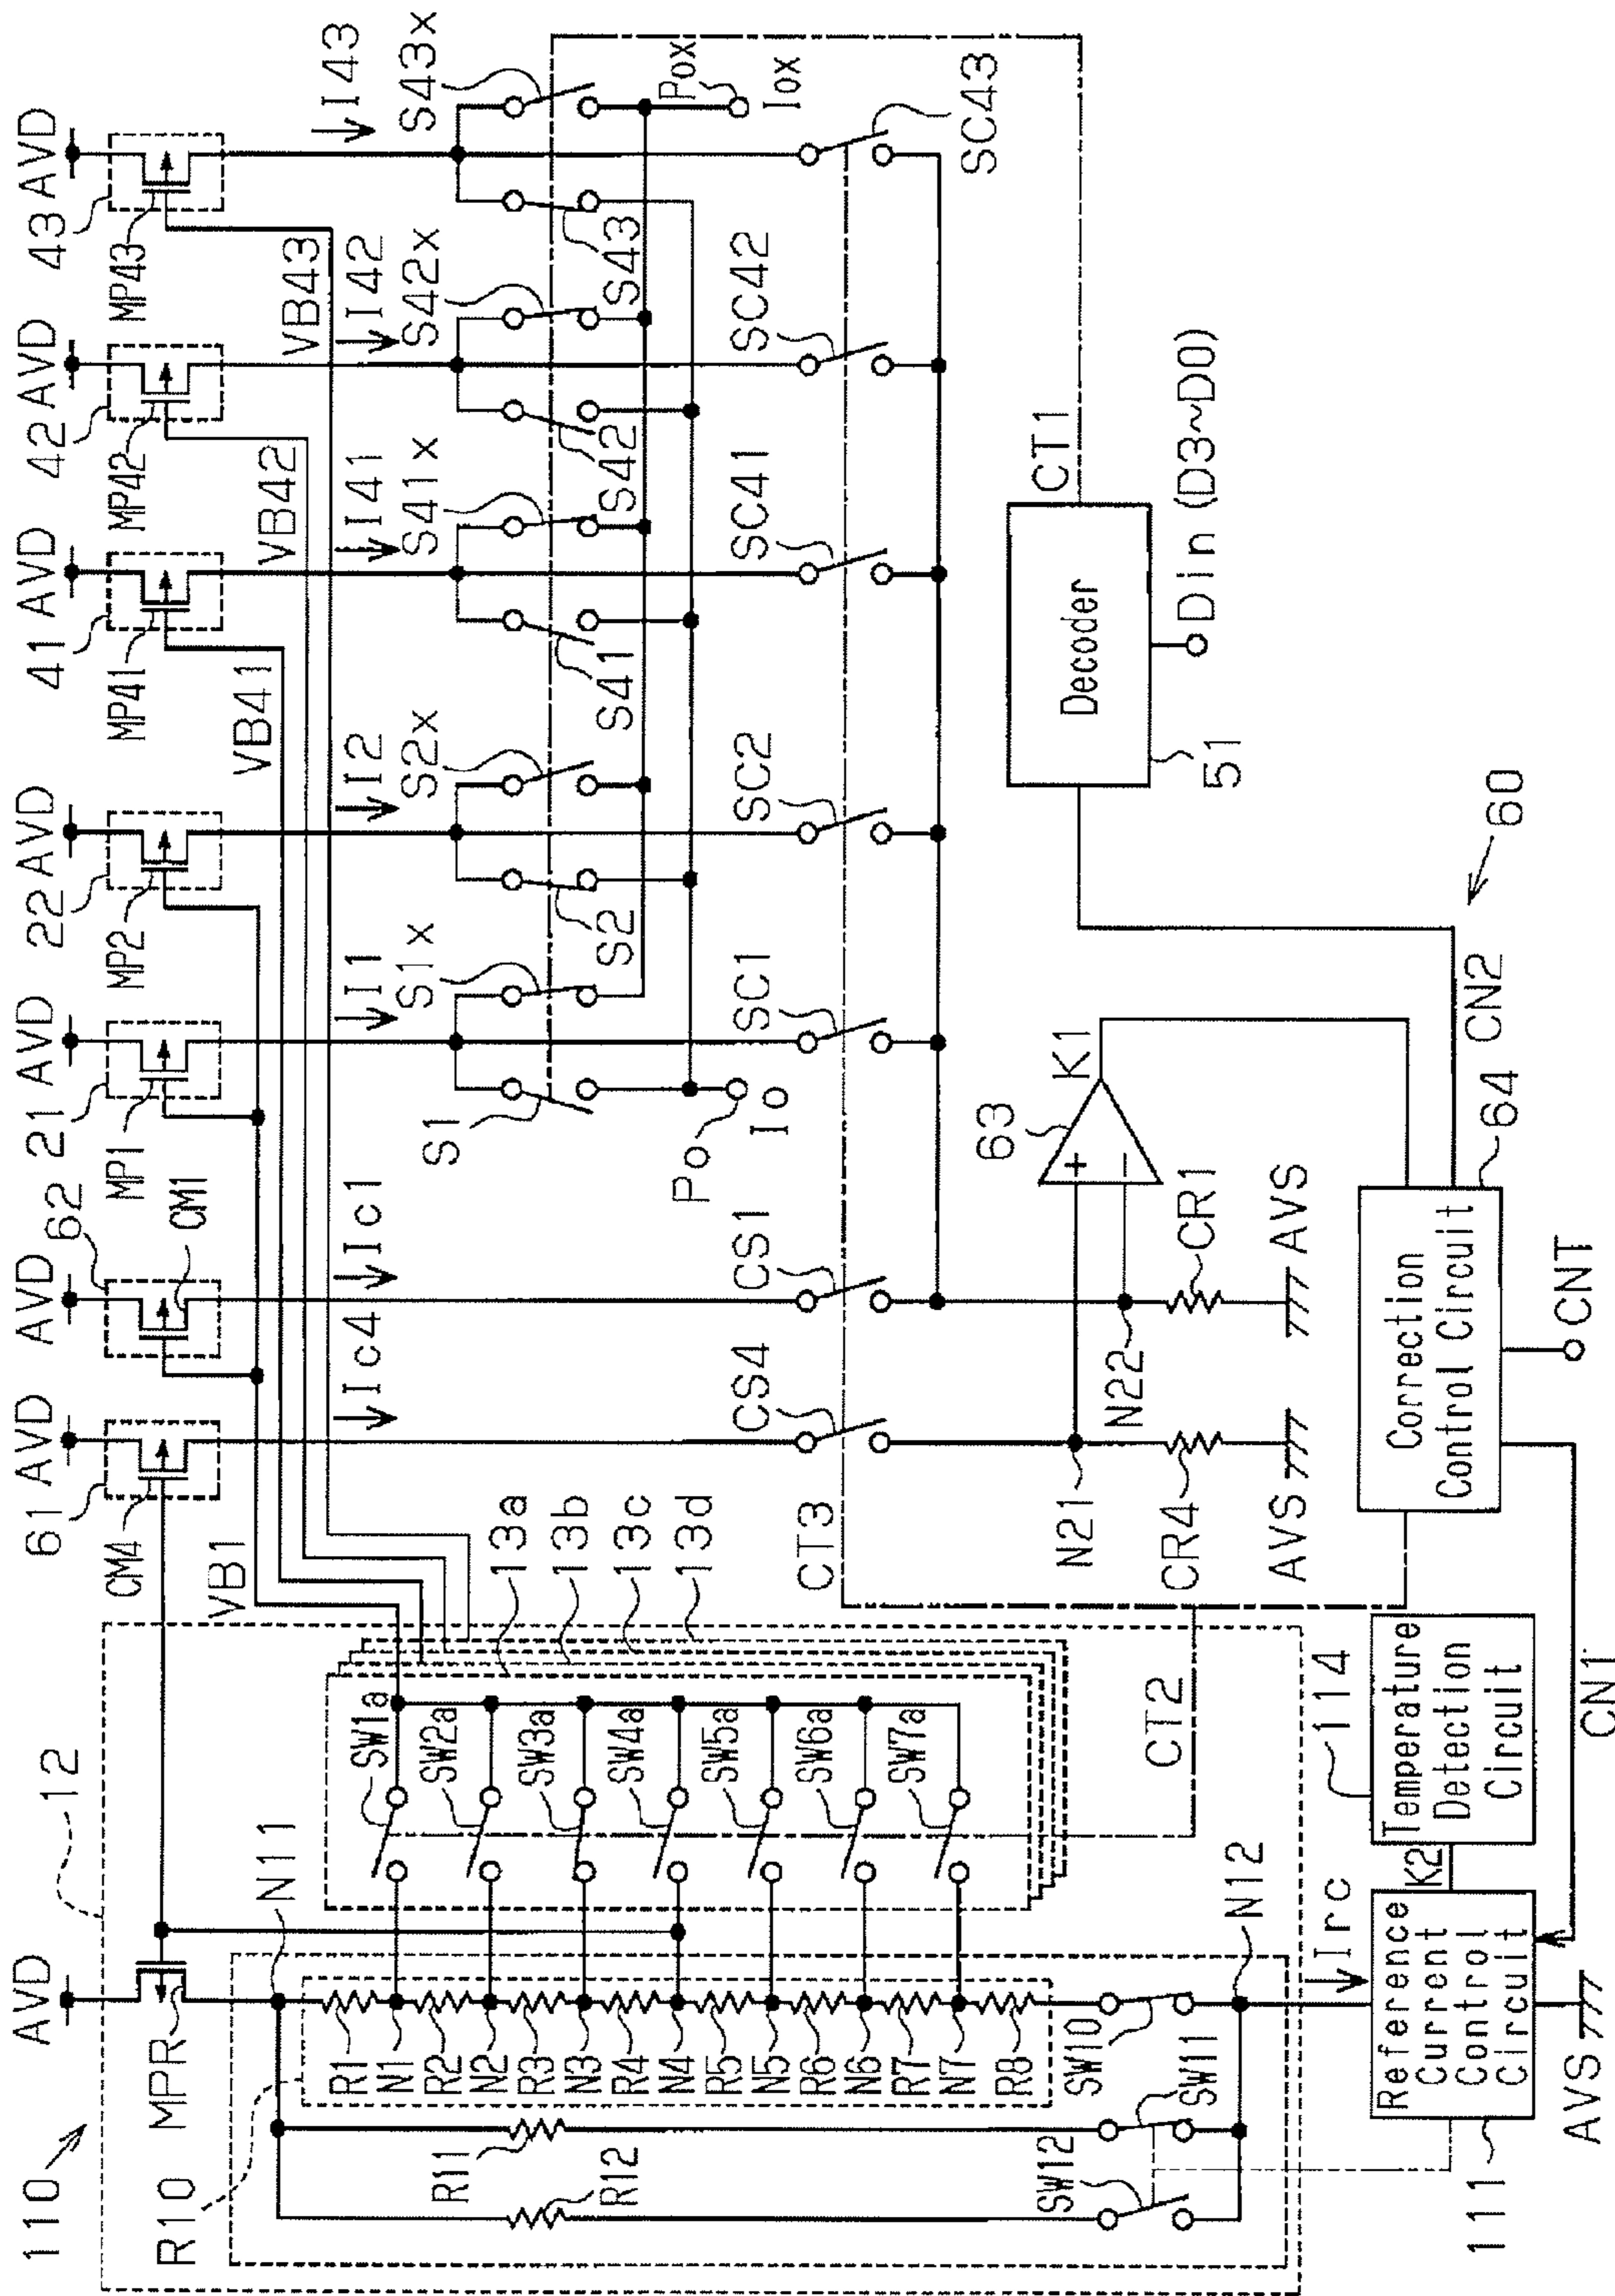 110
12
AVD
MPR
R10
N11
R1
N1
R2
N2
R3
N3
R4
N4
R5
N5
R6
N6
R7
N7
R8
R11
R12
SW10
SW11
SW12
N12
Irc
SW1a
SW2a
SW3a
SW4a
SW5a
SW6a
SW7a
13a
13b
13c
13d
CT2
CT3
Reference
Current
Control
Circuit
111
AVS
K2
Temperature
Detection
Circuit
114
CN1
61
AVD
CM4
VB1
Ic4
CS4
N21
CR4
AVS
62
AVD
CM1
Ic1
CS1
N22
CR1
AVS
63
+
−
K1
Correction
Control Circuit
64
CNT
CN2
60
21
AVD
MP1
I1
S1
S1x
SC1
Po
Io
22
AVD
MP2
I2
S2
S2x
SC2
41
AVD
MP41
VB41
I41
S41
S41x
SC41
42
AVD
MP42
VB42
I42
S42
S42x
SC42
43
AVD
MP43
VB43
I43
S43
S43x
SC43
Pox
Iox
Decoder
51
CT1
Din (D3~D0)